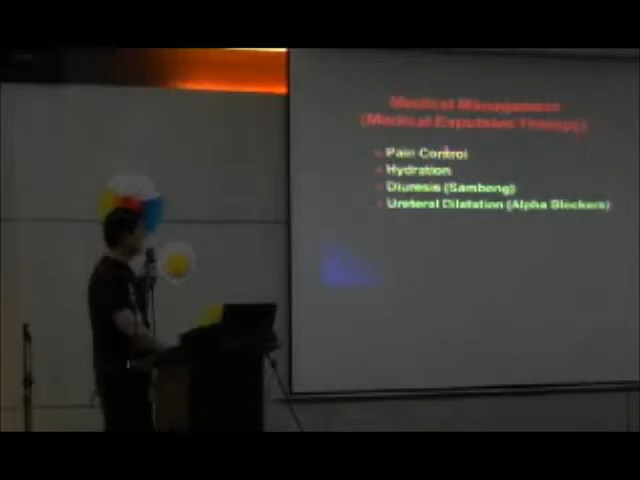 Medical Management
(Medical Expulsive Therapy)
- Pain Control
- Hydration
- Diuresis (Sambong)
- Ureteral Dilatation (Alpha Blockers)